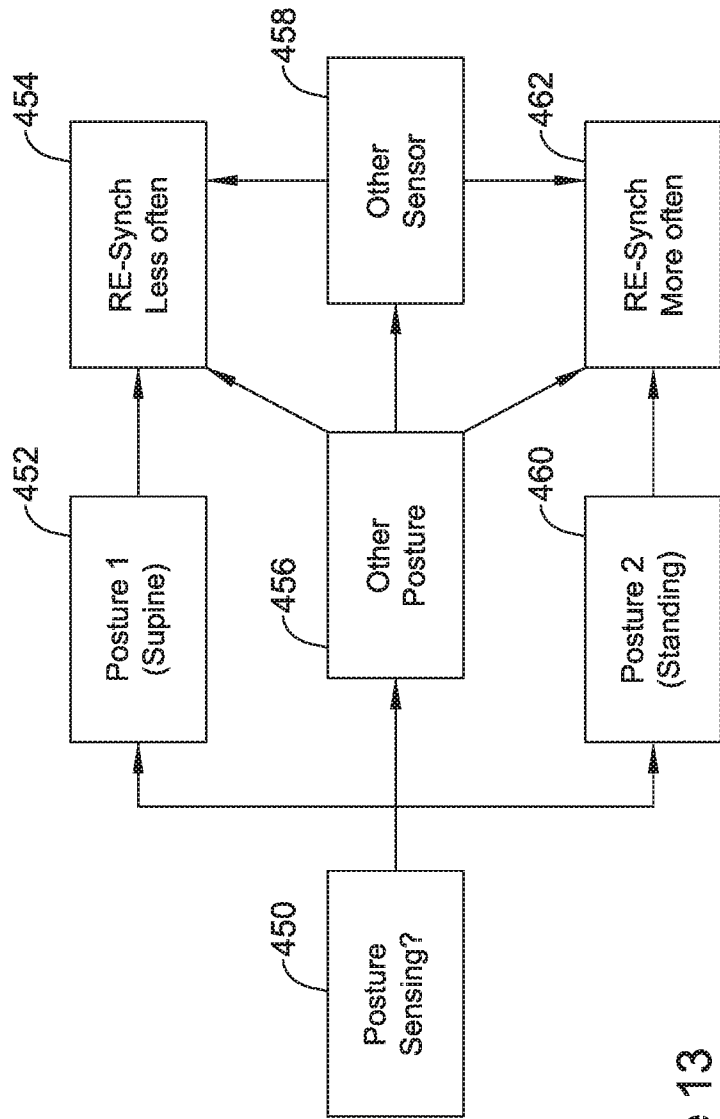 450
Posture
Sensing?
452
Posture 1
(Supine)
454
RE-Synch
Less often
456
Other
Posture
458
Other
Sensor
460
Posture 2
(Standing)
462
RE-Synch
More often
13